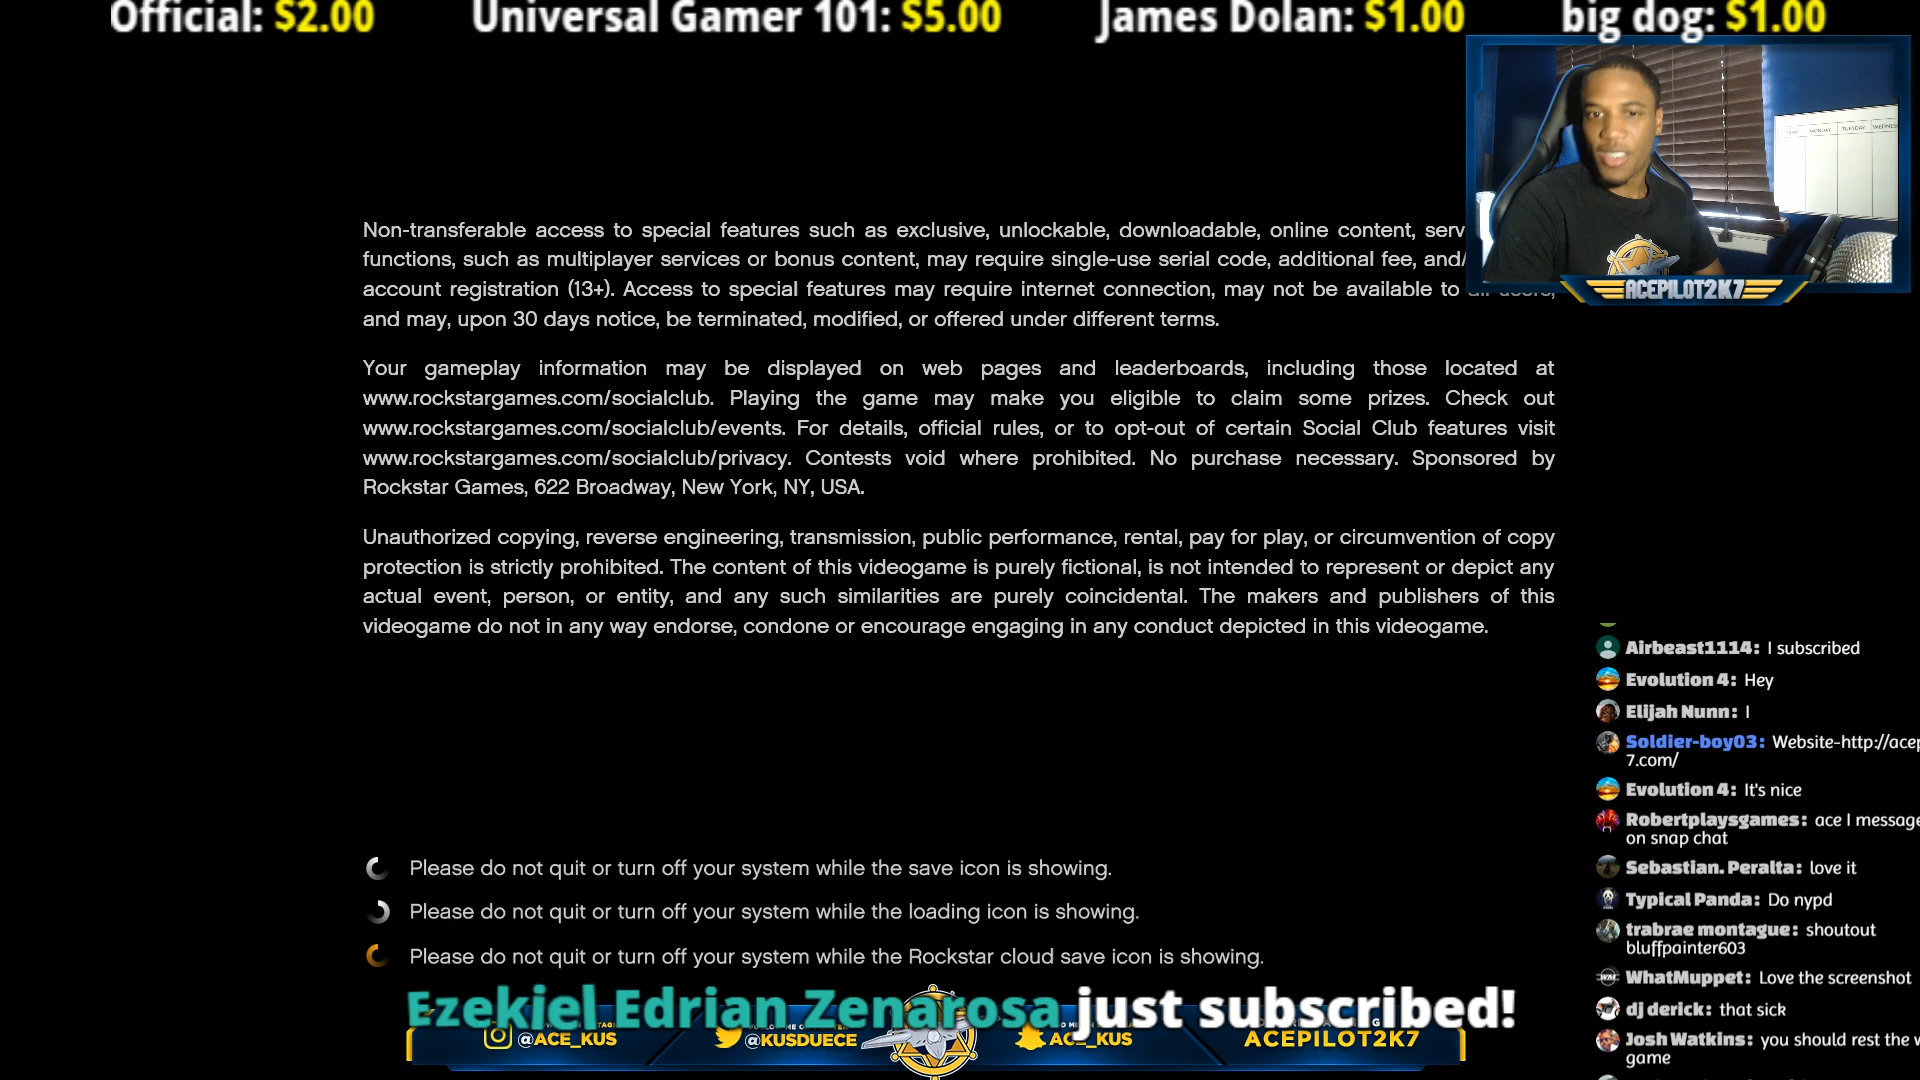 Official: $2.00 Universal Gamer 101: $5.00 James Dolan: $1.00 big dog: $1.00
MONDAY TUESDAY
ACEPILOT2K7
Non-transferable access to special features such as exclusive, unlockable, downloadable, online content,
functions, such as multiplayer services or bonus content, may require single-use serial code, additional fee,
account registration (13+). Access to special features may require internet connection, may not be available to
and may, upon 30 days notice, be terminated, modified, or offered under different terms.
Your gameplay information may be displayed on web pages and leaderboards, including those located at
www.rockstargames.com/socialclub. Playing the game may make you eligible to claim some prizes. Check out
www.rockstargames.com/socialclub/events. For details, official rules, or to opt-out of certain Social Club features visit
www.rockstargames.com/socialclub/privacy. Contests void where prohibited. No purchase necessary. Sponsored by
Rockstar Games, 622 Broadway, New York, NY, USA.
Unauthorized copying, reverse engineering, transmission, public performance, rental, pay for play, or circumvention of copy
protection is strictly prohibited. The content of this videogame is purely fictional, is not intended to represent or depict any
actual event, person, or entity, and any such similarities are purely coincidental. The makers and publishers of this
videogame do not in any way endorse, condone or encourage engaging in any conduct depicted in this videogame.
Please do not quit or turn off your system while the save icon is showing.
Please do not quit or turn off your system while the loading icon is showing.
Please do not quit or turn off your system while the Rockstar cloud save icon is showing.
Airbeast1114: I subscribed
Evolution 4: Hey
Elijah Nunn: I
Soldier-boy03: Website-http://acep
7.com/
Evolution 4: It's nice
Robertplaysgames: ace I message
on snap chat
Sebastian. Peralta: love it
Typical Panda: Do nypd
trabrae montague: shoutout
bluffpainter603
WhatMuppet: Love the screenshot
dj derick: that sick
Josh Watkins: you should rest the
game
Ezekiel Edrian Zenarosa just subscribed!
@ACE_KUS @KUSDUECE ACE_KUS ACEPILOT2K7